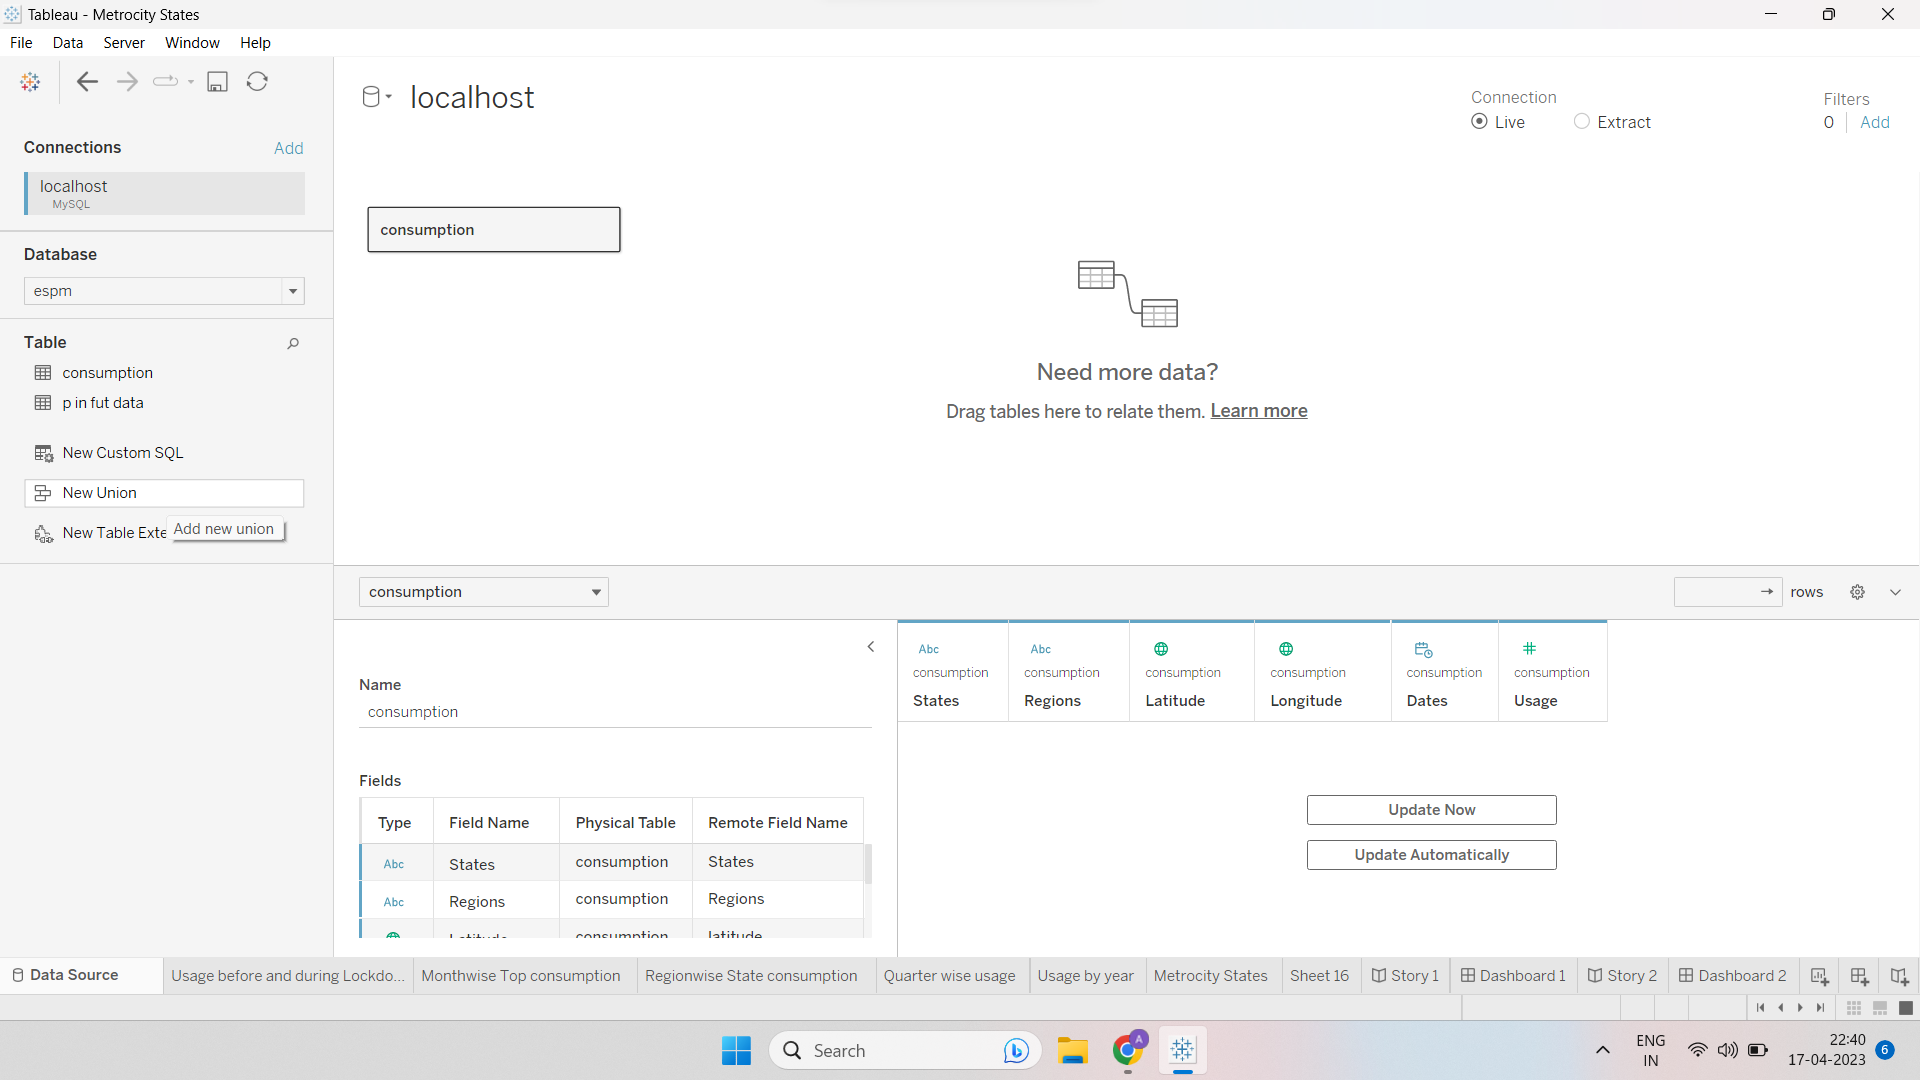 Tableau - Metrocity States
File Data Server Window Help
localhost
Connection
Live Extract
Filters
0 Add
Connections Add
localhost
MySQL
Database
espm
Table
consumption
p in fut data
New Custom SQL
New Union
New Table Exte
Add new union
consumption
Need more data?
Drag tables here to relate them. Learn more
consumption
rows
Name
consumption
Fields
Type Field Name Physical Table Remote Field Name
Abc States consumption States
Abc Regions consumption Regions
Latitude consumption latitude
Abc Abc #
consumption consumption consumption consumption consumption consumption
States Regions Latitude Longitude Dates Usage
Update Now
Update Automatically
Data Source Usage before and during Lockdo... Monthwise Top consumption Regionwise State consumption Quarter wise usage Usage by year Metrocity States Sheet 16 Story 1 Dashboard 1 Story 2 Dashboard 2
Search
A
ENG
IN
22:40
17-04-2023
6